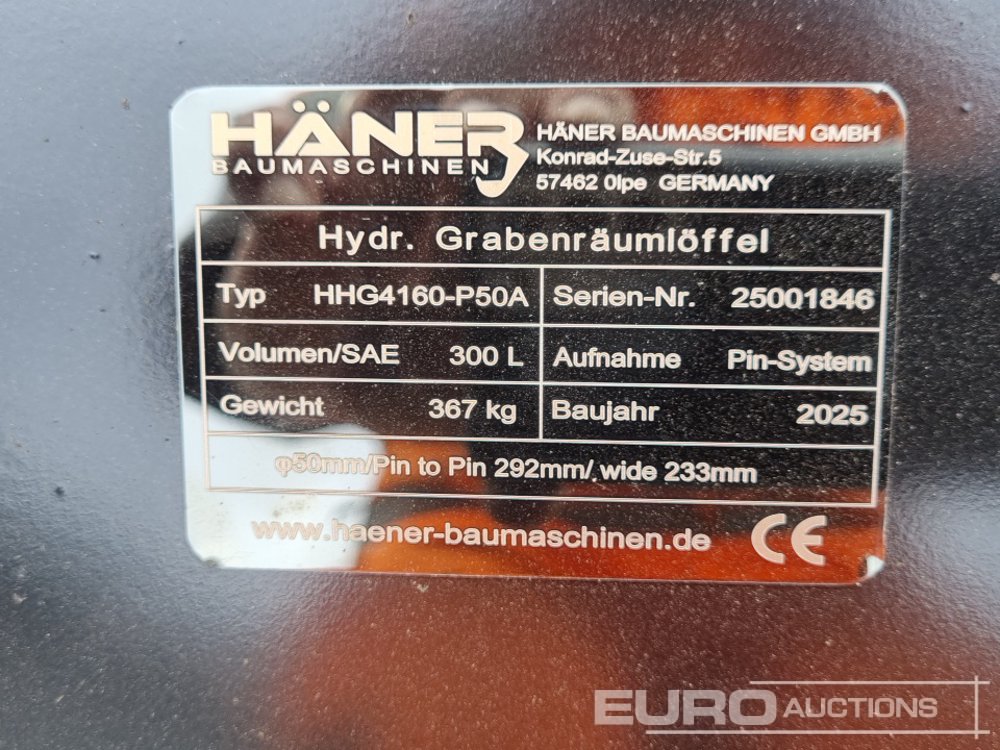 HÄNER
BAUMASCHINEN
HÄNER BAUMASCHINEN GMBH
Konrad-Zuse-Str.5
57462 Olpe GERMANY
Hydr. Grabenräumlöffel
Typ HHG4160-P50A Serien-Nr. 25001846
Volumen/SAE 300 L Aufnahme Pin-System
Gewicht 367 kg Baujahr 2025
φ50mm/Pin to Pin 292mm/ wide 233mm
www.haener-baumaschinen.de CE
EURO AUCTIONS